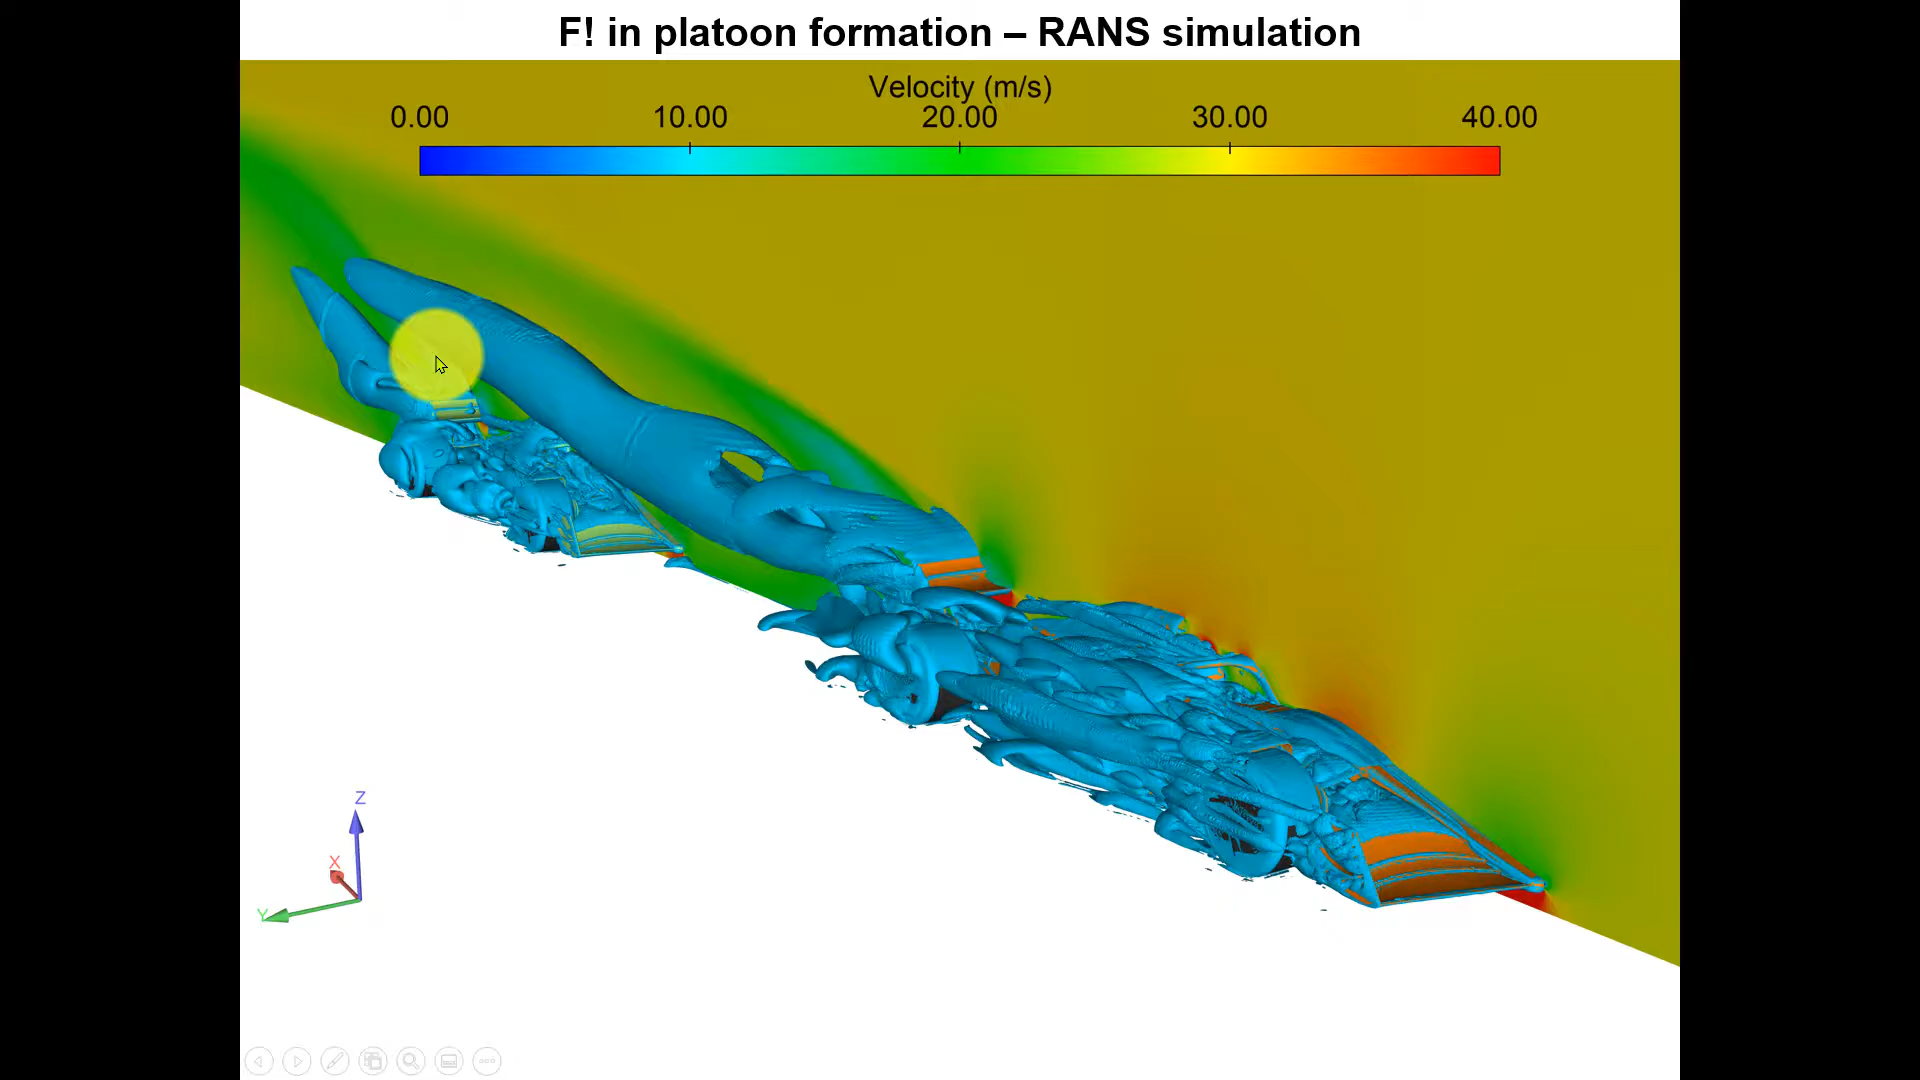 F! in platoon formation – RANS simulation
Velocity (m/s)
0.00 10.00 20.00 30.00 40.00
Z
X
Y